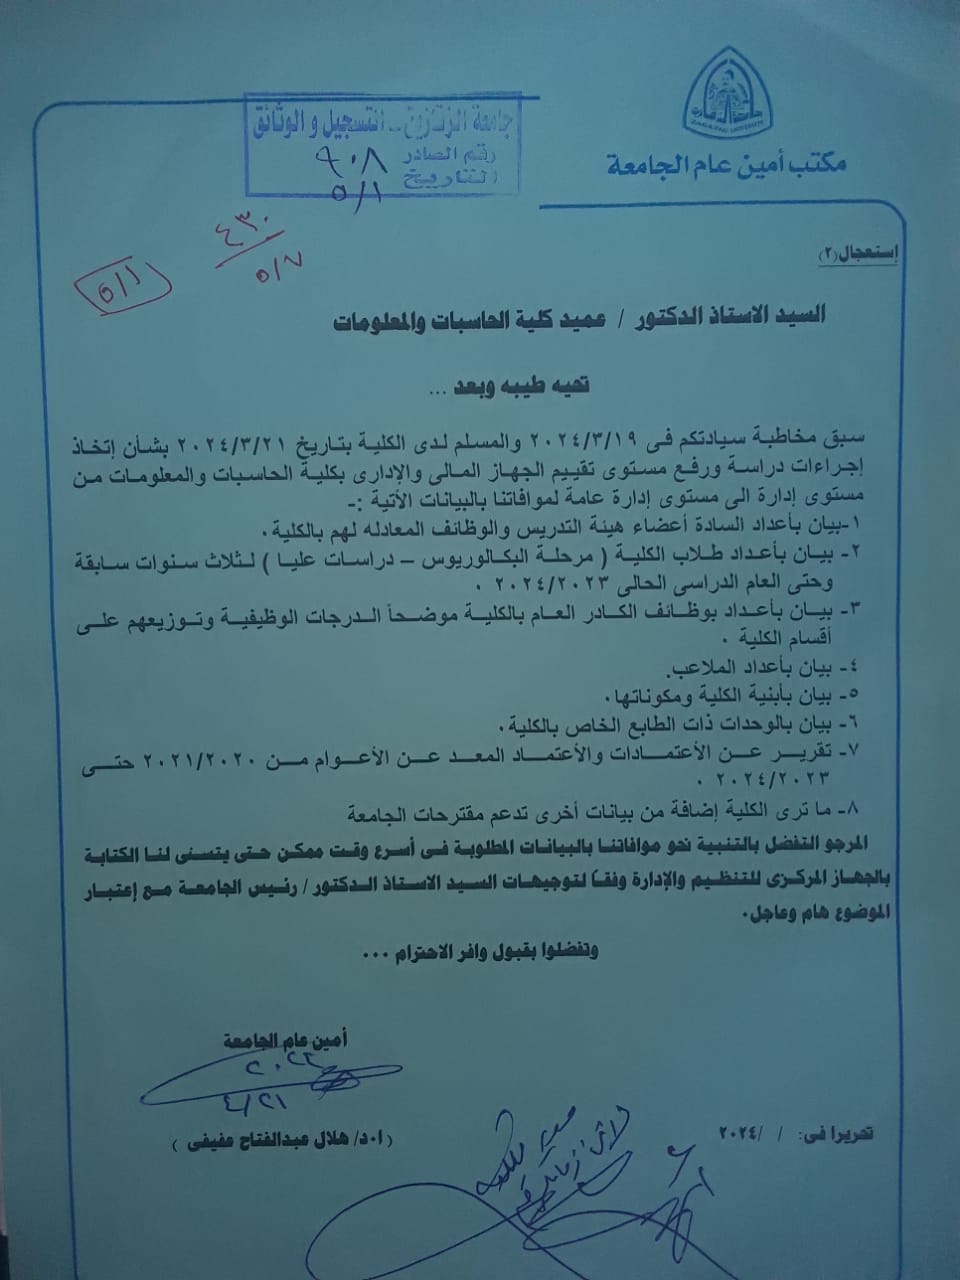 ZAGAZIG UNIVERSITY
مكتب أمين عام الجامعة
جامعة الزقازيق - التسجيل و الوثائق
رقم الصادر ٩٠٨
التاريخ ٥/١
٤٣٠
٥/٧
٥/١
إستعجال (٢)
السيد الاستاذ الدكتور / عميد كلية الحاسبات والمعلومات
تحيه طيبه وبعد ...
سبق مخاطبة سيادتكم فى ٢٠٢٤/٣/١٩ والمسلم لدى الكلية بتاريخ ٢٠٢٤/٣/٢١ بشأن إتخاذ
إجراءات دراسة ورفع مستوى تقييم الجهاز المالى والإدارى بكلية الحاسبات والمعلومات من
مستوى إدارة الى مستوى إدارة عامة لموافاتنا بالبيانات الأتية :-
١-بيان بأعداد السادة أعضاء هيئة التدريس والوظائف المعادله لهم بالكلية.
٢- بيان بأعداد طلاب الكلية ( مرحلة البكالوريوس – دراسات عليا ) لثلاث سنوات سابقة
وحتى العام الدراسى الحالى ٢٠٢٤/٢٠٢٣ .
٣- بيان بأعداد بوظائف الكادر العام بالكلية موضحاً الدرجات الوظيفية وتوزيعهم على
أقسام الكلية .
٤- بيان بأعداد الملاعب.
٥- بيان بأبنية الكلية ومكوناتها.
٦- بيان بالوحدات ذات الطابع الخاص بالكلية.
٧- تقرير عن الأعتمادات والأعتماد المعد عن الأعوام من ٢٠٢١/٢٠٢٠ حتى
٢٠٢٤/٢٠٢٣ .
٨- ما ترى الكلية إضافة من بيانات أخرى تدعم مقترحات الجامعة
المرجو التفضل بالتنبية نحو موافاتنا بالبيانات المطلوبة فى أسرع وقت ممكن حتى يتسنى لنا الكتابة
بالجهاز المركزى للتنظيم والإدارة وفقاً لتوجيهات السيد الاستاذ الدكتور / رئيس الجامعة مع إعتبار
الموضوع هام وعاجل.
وتفضلوا بقبول وافر الاحترام ...
أمين عام الجامعة
٤/٢١
(ا.د/ هلال عبدالفتاح عفيفى )
تحريرا فى: / /٢٠٢٤